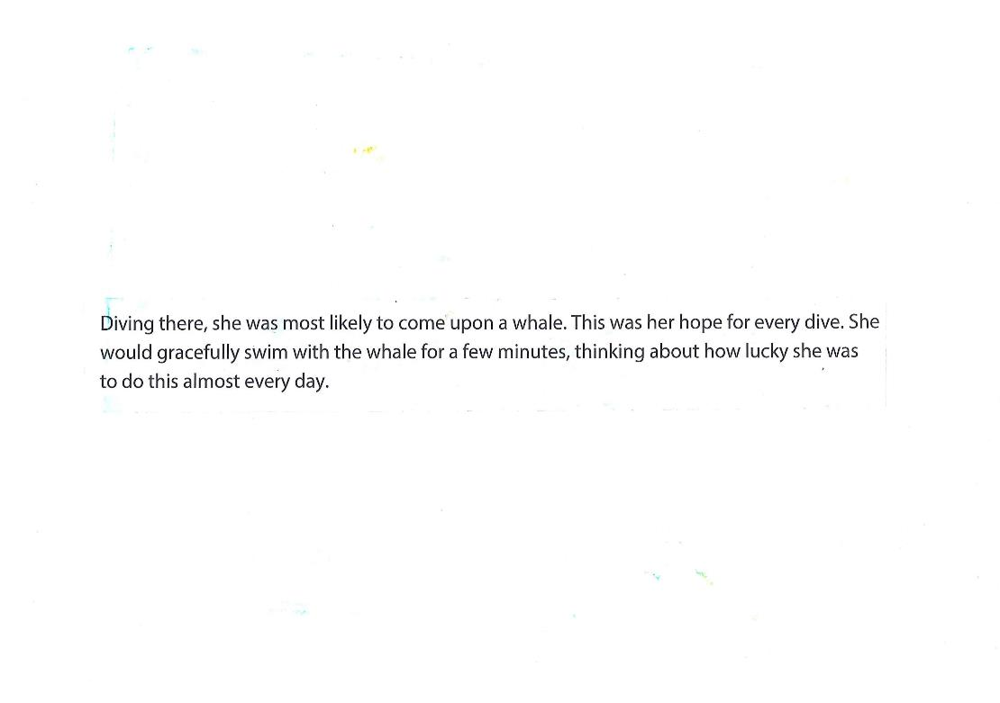 Diving there, she was most likely to come upon a whale. This was her hope for every dive. She
would gracefully swim with the whale for a few minutes, thinking about how lucky she was
to do this almost every day.